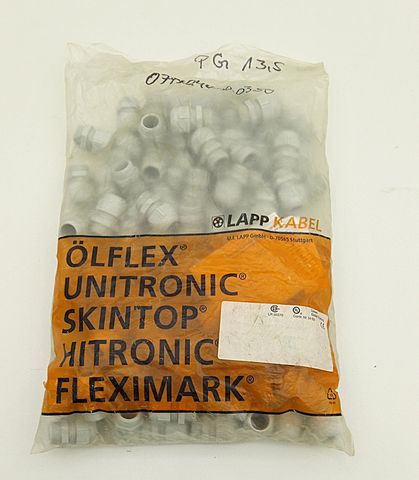 PG 13,5
LAPP KABEL
U.I. LAPP GmbH · D-70565 Stuttgart
ÖLFLEX®
UNITRONIC®
SKINTOP®
HITRONIC®
FLEXIMARK®